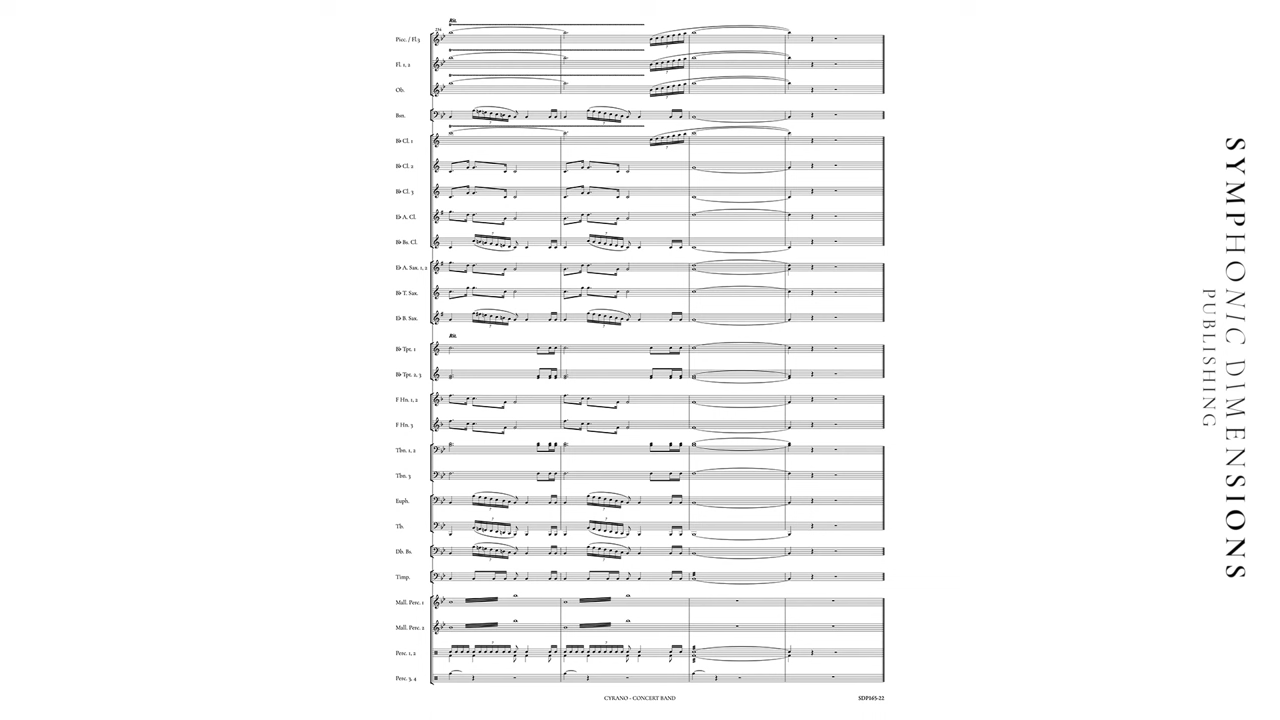 8va
234
Picc. / Fl.3
Fl. 1, 2
Ob.
Bsn.
B♭ Cl. 1
B♭ Cl. 2
B♭ Cl. 3
E♭ A. Cl.
B♭ Bs. Cl.
E♭ A. Sax. 1, 2
B♭ T. Sax.
E♭ B. Sax.
B♭ Tpt. 1
B♭ Tpt. 2, 3
F Hn. 1, 2
F Hn. 3
Tbn. 1, 2
Tbn. 3
Euph.
Tb.
Db. Bs.
Timp.
Mall. Perc. 1
Mall. Perc. 2
Perc. 1, 2
Perc. 3, 4
CYRANO - CONCERT BAND
SDP165-22
SYMPHONIC DIMENSIONS
PUBLISHING